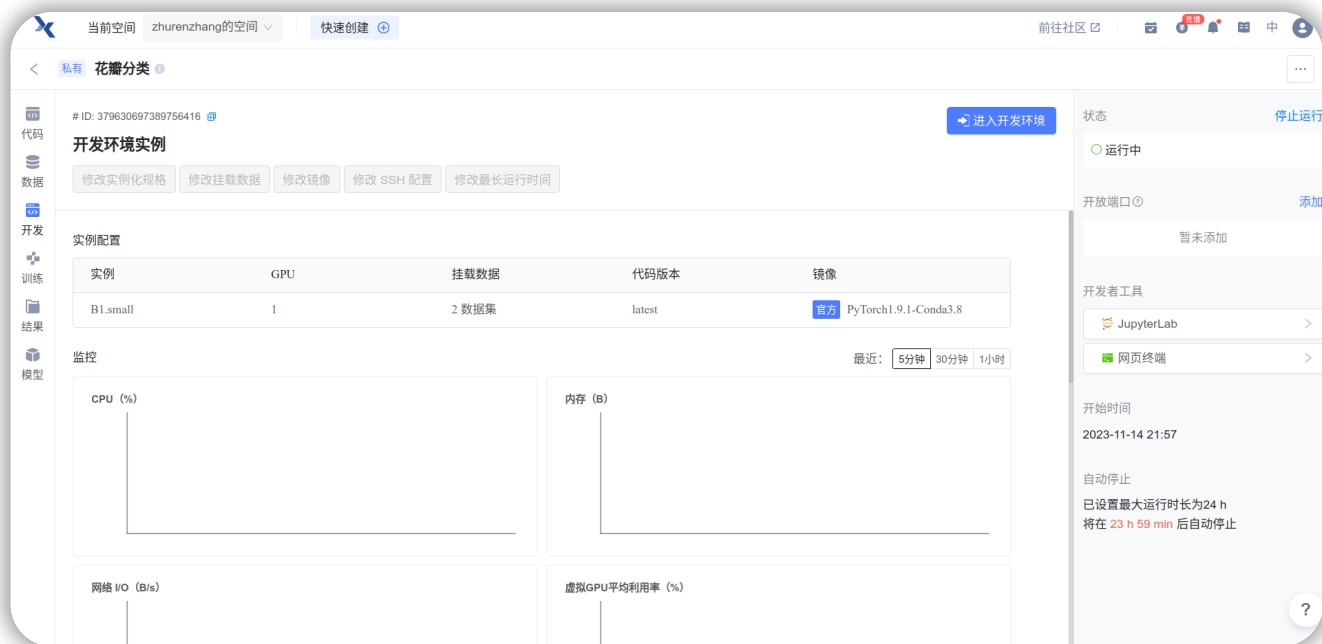 当前空间 zhurenzhang的空间 快速创建 前往社区 充值 中
私有 花瓣分类
# ID: 379630697389756416 进入开发环境
开发环境实例
修改实例化规格 修改挂载数据 修改镜像 修改 SSH 配置 修改最长运行时间
代码
数据
开发
训练
结果
模型
实例配置
实例 GPU 挂载数据 代码版本 镜像
B1.small 1 2 数据集 latest 官方 PyTorch1.9.1-Conda3.8
监控 最近： 5分钟 30分钟 1小时
CPU（%） 内存（B）
网络 I/O（B/s） 虚拟GPU平均利用率（%）
状态 停止运行
运行中
开放端口 添加
暂未添加
开发者工具
JupyterLab
网页终端
开始时间
2023-11-14 21:57
自动停止
已设置最大运行时长为24 h
将在 23 h 59 min 后自动停止
?